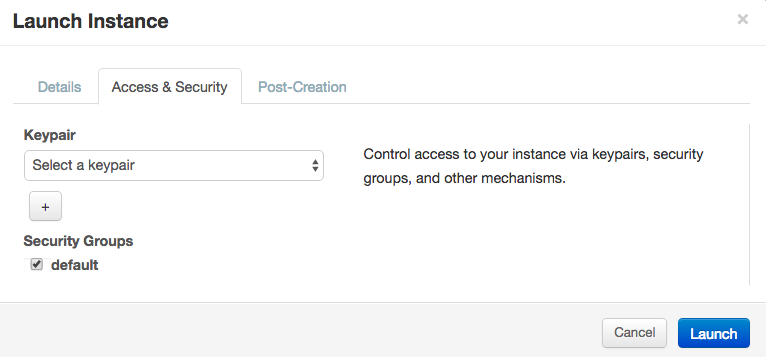 Launch Instance
×
Details
Access & Security
Post-Creation
Keypair
Select a keypair
+
Security Groups
default
Control access to your instance via keypairs, security
groups, and other mechanisms.
Cancel
Launch